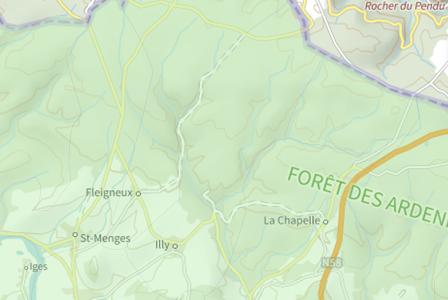 Rocher du Pendu
FORÊT DES ARDENN
Fleigneux
La Chapelle
St-Menges
Illy
Iges
N58